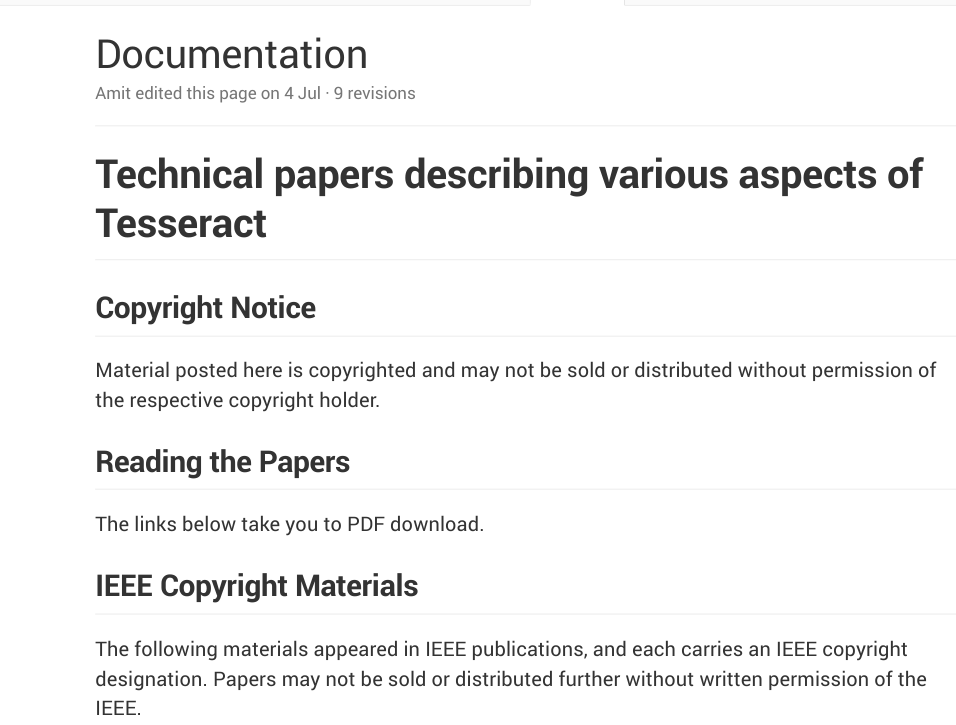 Documentation
Amit edited this page on 4 Jul · 9 revisions
Technical papers describing various aspects of
Tesseract
Copyright Notice
Material posted here is copyrighted and may not be sold or distributed without permission of
the respective copyright holder.
Reading the Papers
The links below take you to PDF download.
IEEE Copyright Materials
The following materials appeared in IEEE publications, and each carries an IEEE copyright
designation. Papers may not be sold or distributed further without written permission of the
IEEE.